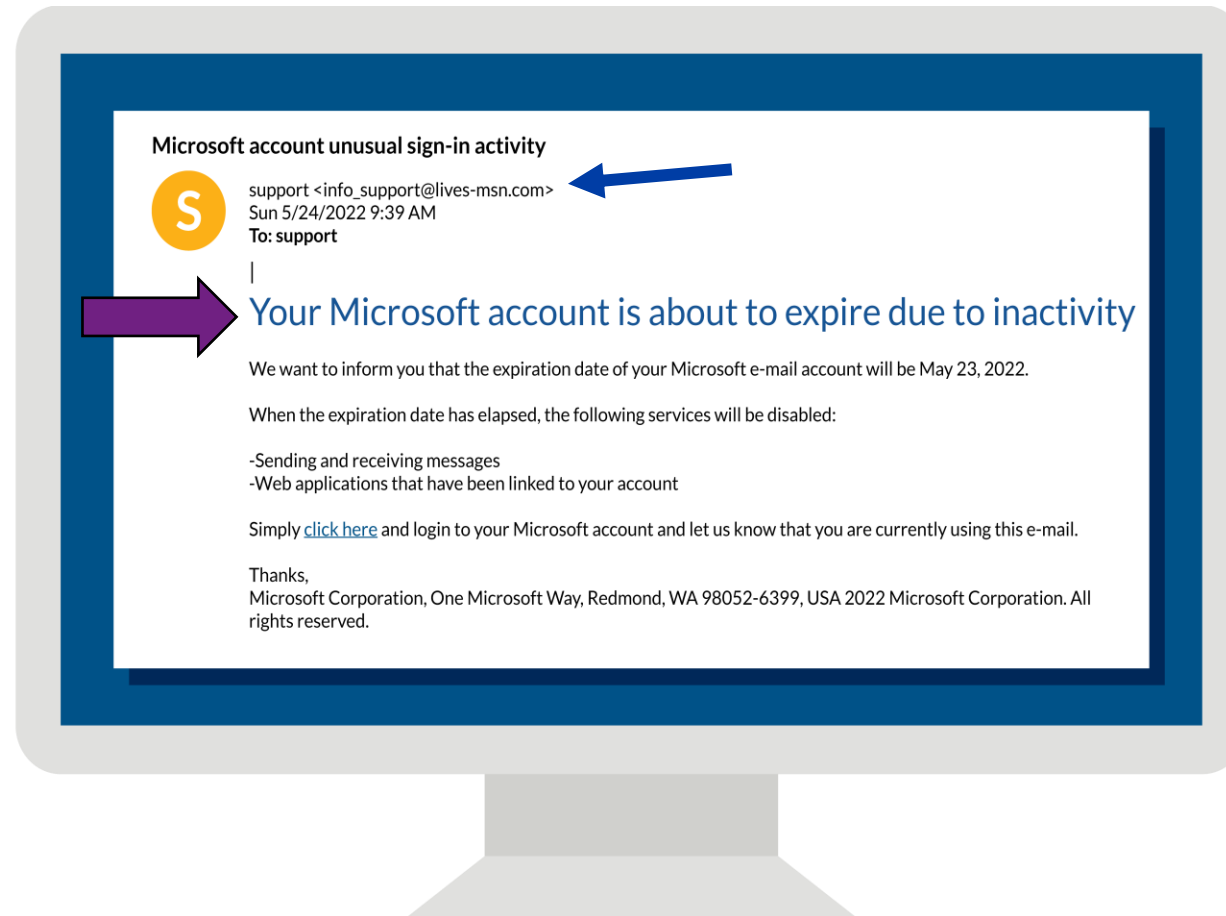 Microsoft account unusual sign-in activity
S
support <info_support@lives-msn.com>
Sun 5/24/2022 9:39 AM
To: support
|
Your Microsoft account is about to expire due to inactivity
We want to inform you that the expiration date of your Microsoft e-mail account will be May 23, 2022.
When the expiration date has elapsed, the following services will be disabled:
-Sending and receiving messages
-Web applications that have been linked to your account
Simply click here and login to your Microsoft account and let us know that you are currently using this e-mail.
Thanks,
Microsoft Corporation, One Microsoft Way, Redmond, WA 98052-6399, USA 2022 Microsoft Corporation. All
rights reserved.